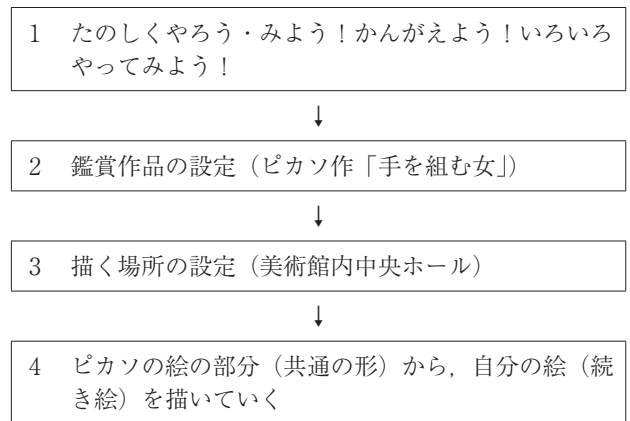 1　たのしくやろう・みよう！かんがえよう！いろいろ
やってみよう！
↓
2　鑑賞作品の設定（ピカソ作「手を組む女」）
↓
3　描く場所の設定（美術館内中央ホール）
↓
4　ピカソの絵の部分（共通の形）から，自分の絵（続
き絵）を描いていく